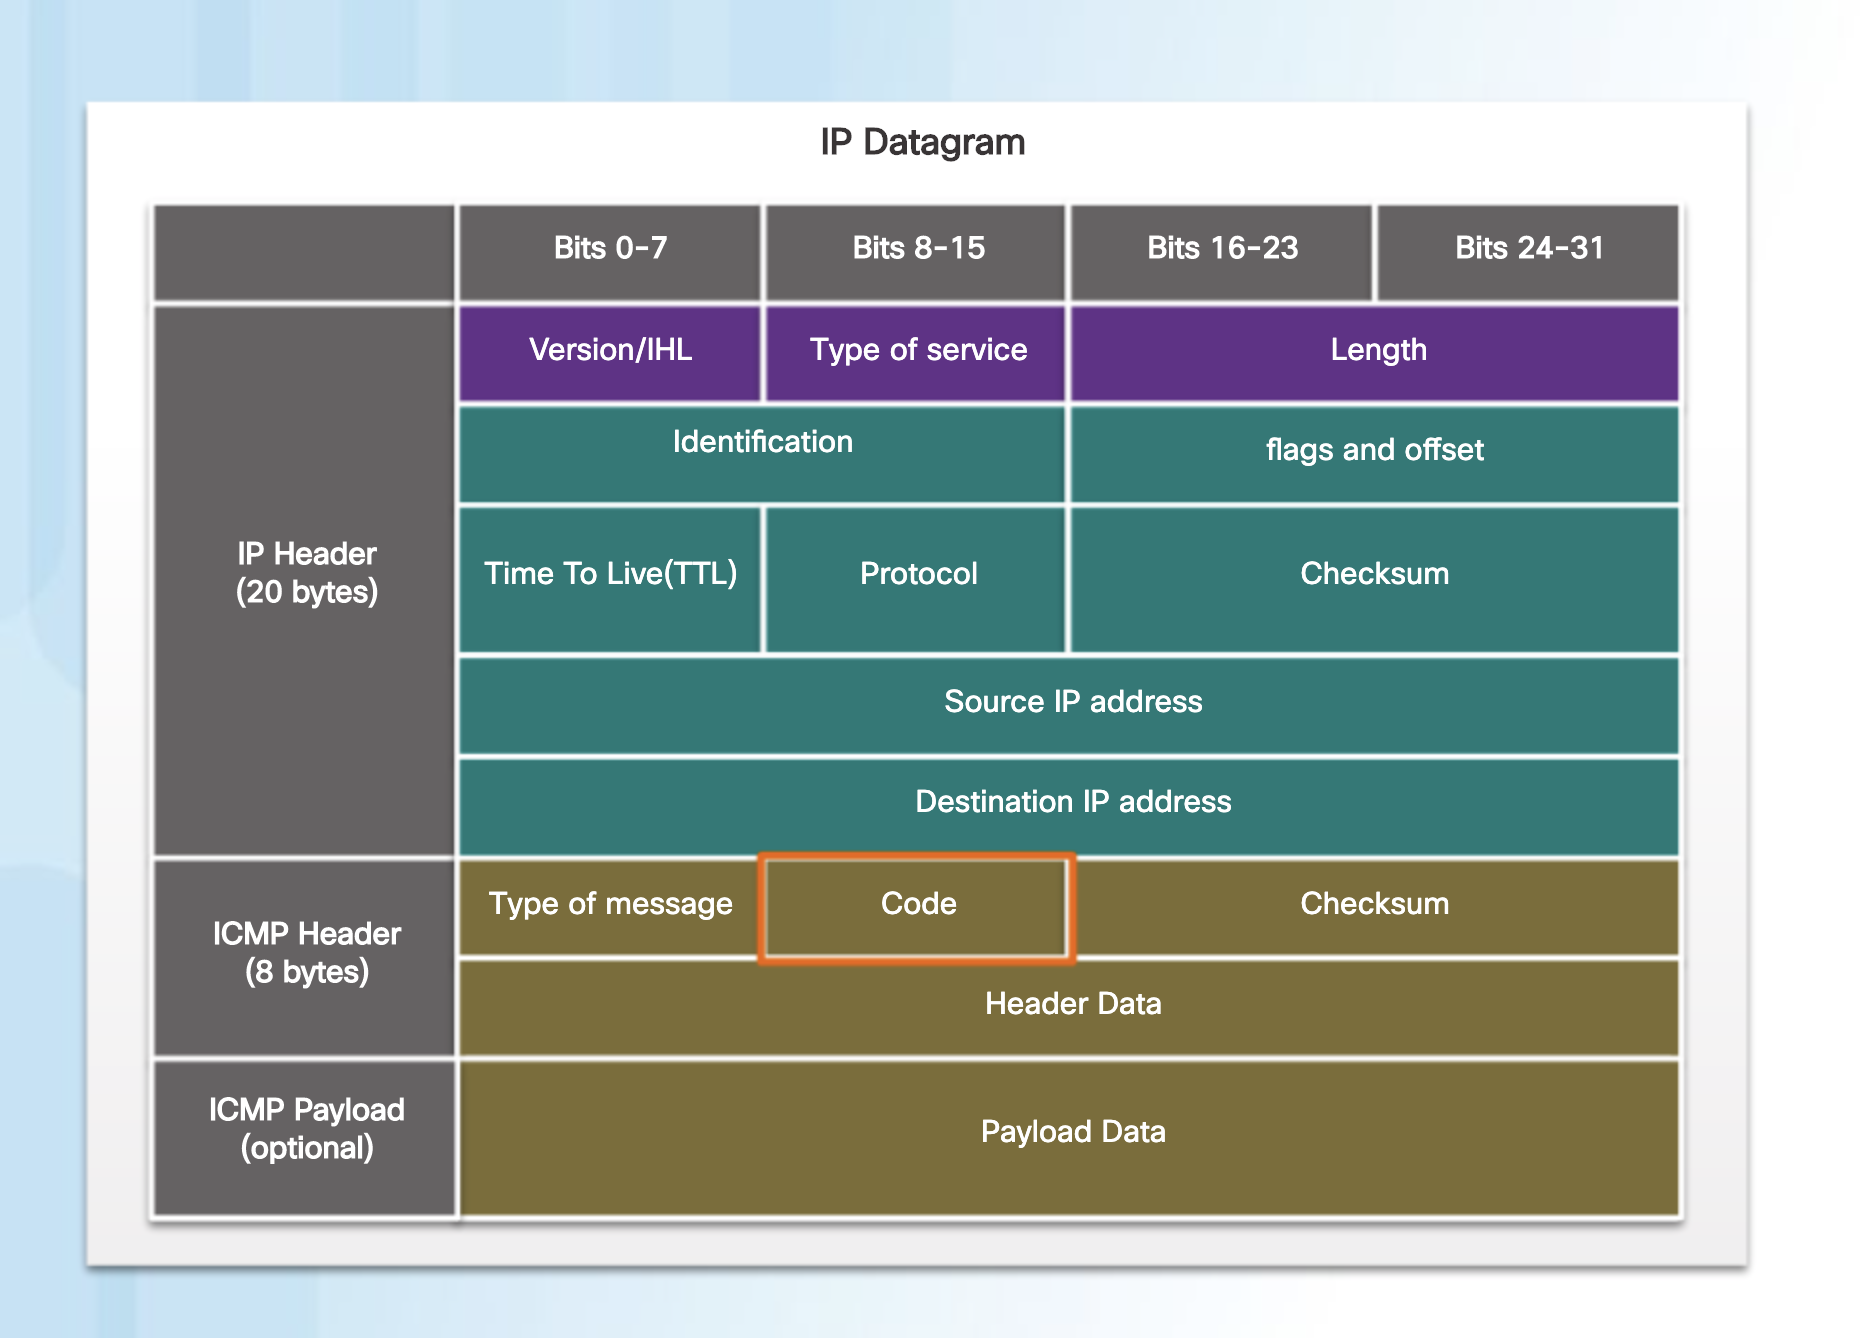 IP Datagram
Bits 0-7
Bits 8-15
Bits 16-23
Bits 24-31
IP Header
(20 bytes)
Version/IHL
Type of service
Length
Identification
flags and offset
Time To Live(TTL)
Protocol
Checksum
Source IP address
Destination IP address
ICMP Header
(8 bytes)
Type of message
Code
Checksum
Header Data
ICMP Payload
(optional)
Payload Data